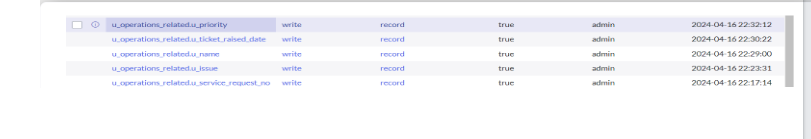 u_operations_related.u_priority write record true admin 2024-04-16 22:32:12
u_operations_related.u_ticket_raised_date write record true admin 2024-04-16 22:30:22
u_operations_related.u_name write record true admin 2024-04-16 22:29:00
u_operations_related.u_issue write record true admin 2024-04-16 22:23:31
u_operations_related.u_service_request_no write record true admin 2024-04-16 22:17:14